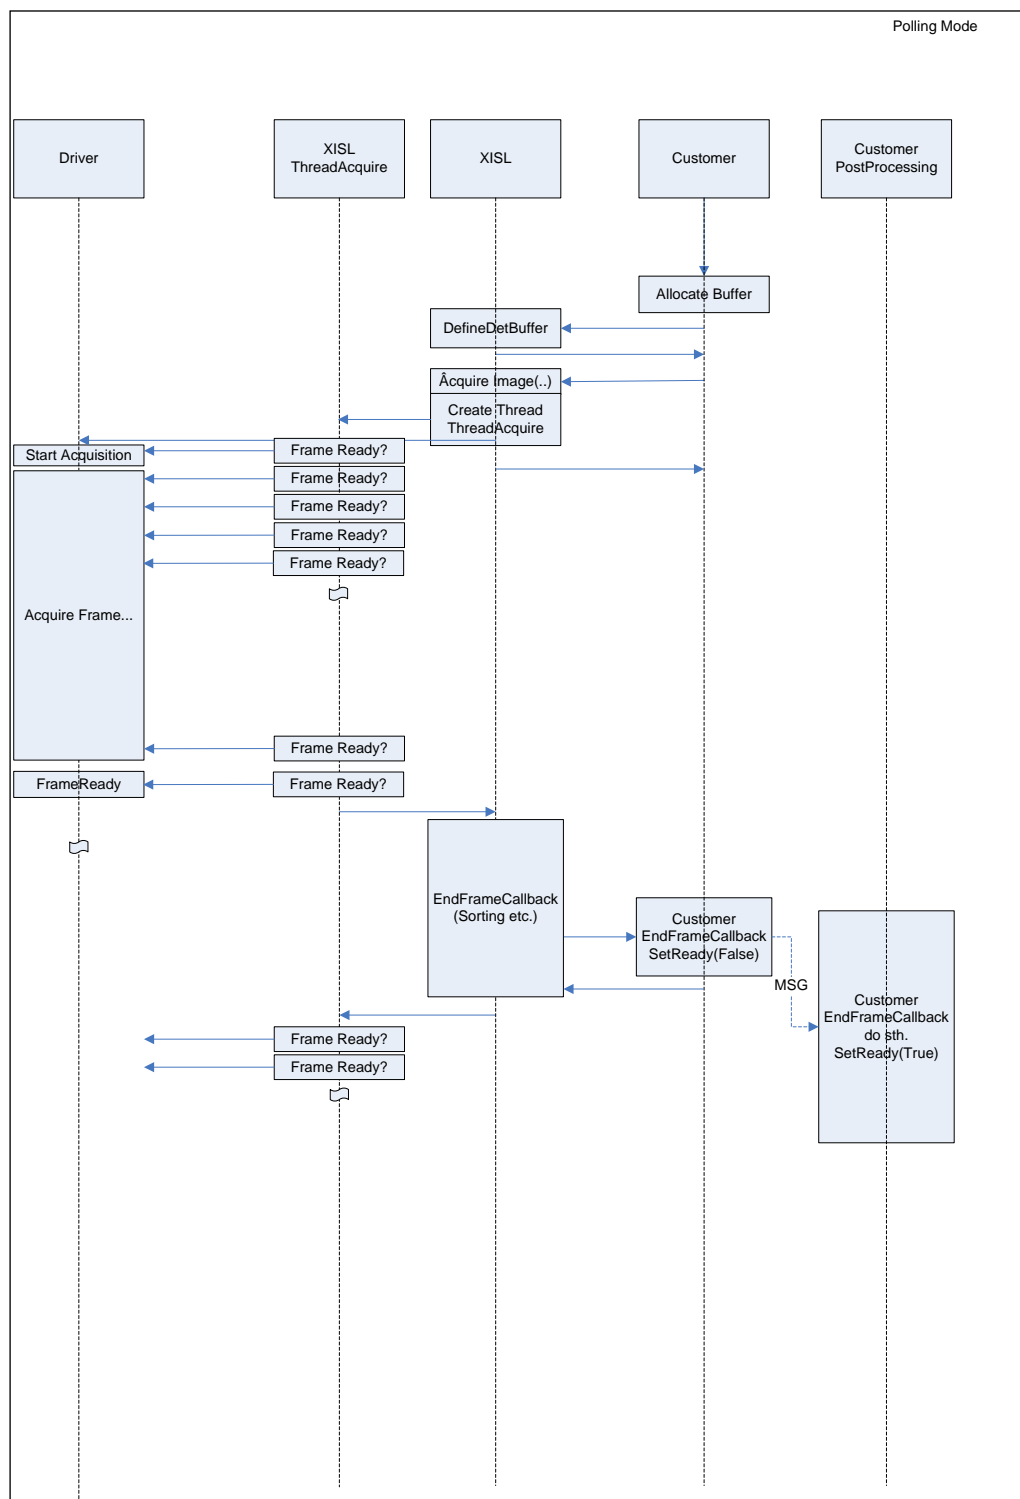 Polling Mode
Driver
XISL
ThreadAcquire
XISL
Customer
Customer
PostProcessing
Allocate Buffer
DefineDetBuffer
Âcquire Image(..)
Create Thread
ThreadAcquire
Frame Ready?
Start Acquisition
Frame Ready?
Frame Ready?
Frame Ready?
Frame Ready?
Acquire Frame...
Frame Ready?
FrameReady
Frame Ready?
EndFrameCallback
(Sorting etc.)
Customer
EndFrameCallback
SetReady(False)
MSG
Customer
EndFrameCallback
do sth.
SetReady(True)
Frame Ready?
Frame Ready?